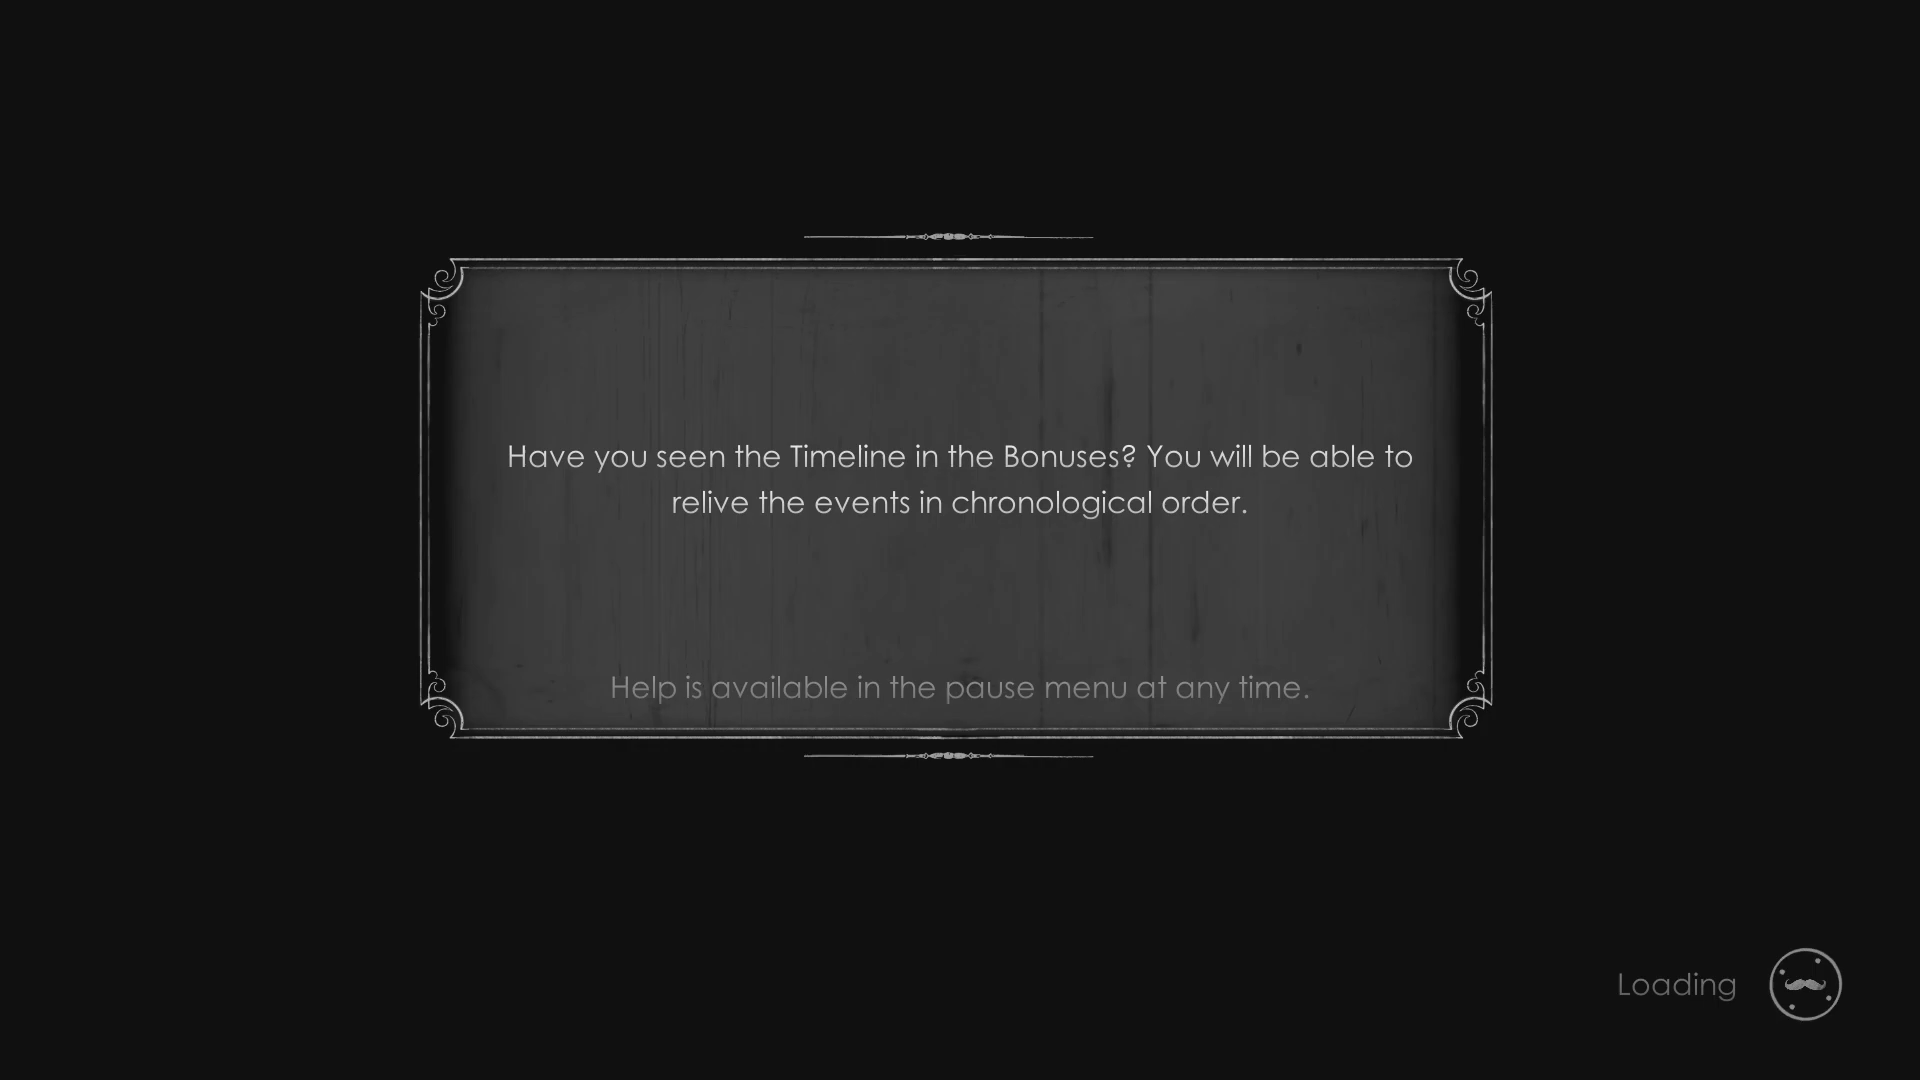 Have you seen the Timeline in the Bonuses? You will be able to
relive the events in chronological order.
Help is available in the pause menu at any time.
Loading